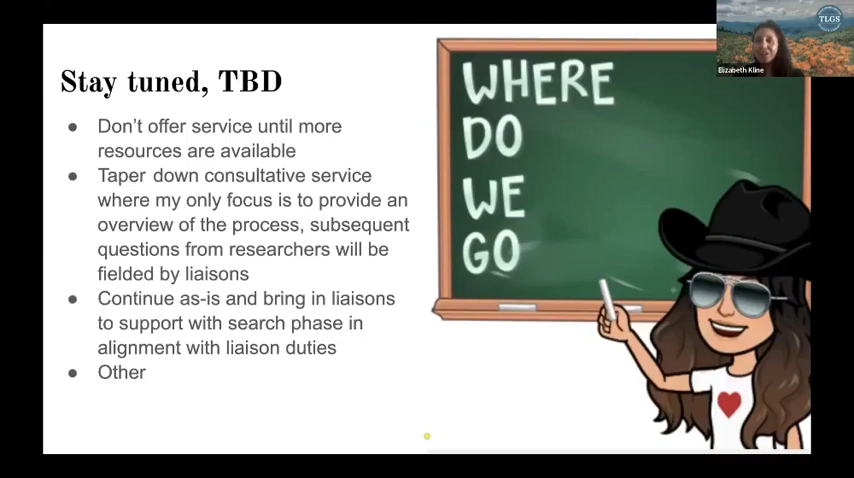 Stay tuned, TBD
● Don't offer service until more
resources are available
● Taper down consultative service
where my only focus is to provide an
overview of the process, subsequent
questions from researchers will be
fielded by liaisons
● Continue as-is and bring in liaisons
to support with search phase in
alignment with liaison duties
● Other
WHERE
DO
WE
GO
TLGS
Elizabeth Kline